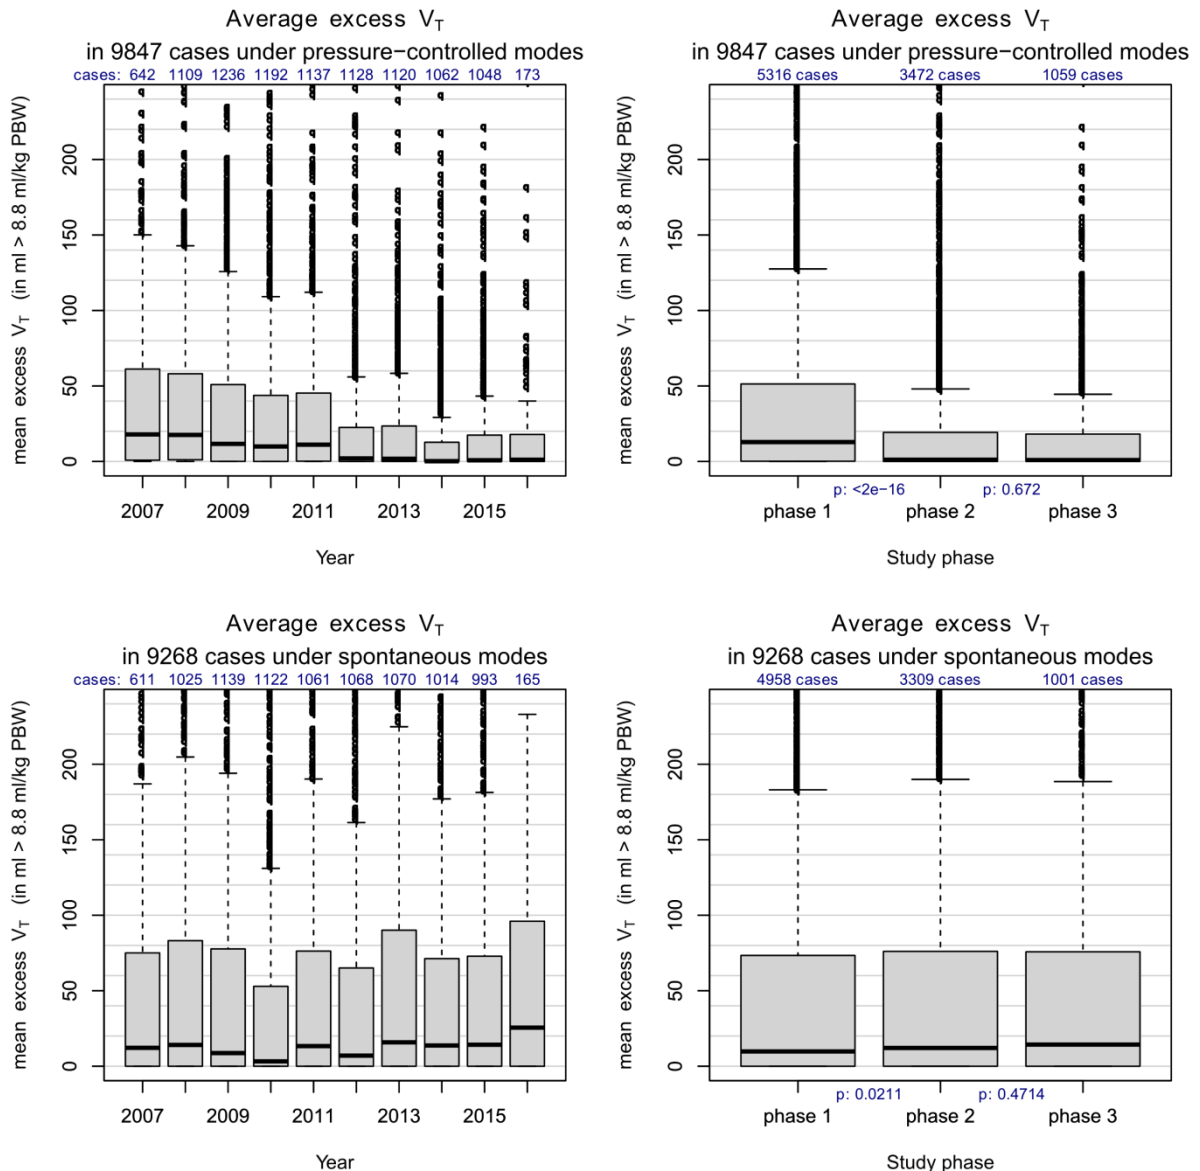 Average excess VT
in 9847 cases under pressure−controlled modes
cases: 642 1109 1236 1192 1137 1128 1120 1062 1048 173
mean excess VT (in ml > 8.8 ml/kg PBW)
200
150
100
50
0
2007 2009 2011 2013 2015
Year
Average excess VT
in 9847 cases under pressure−controlled modes
5316 cases 3472 cases 1059 cases
mean excess VT (in ml > 8.8 ml/kg PBW)
200
150
100
50
0
p: <2e−16 p: 0.672
phase 1 phase 2 phase 3
Study phase
Average excess VT
in 9268 cases under spontaneous modes
cases: 611 1025 1139 1122 1061 1068 1070 1014 993 165
mean excess VT (in ml > 8.8 ml/kg PBW)
200
150
100
50
0
2007 2009 2011 2013 2015
Year
Average excess VT
in 9268 cases under spontaneous modes
4958 cases 3309 cases 1001 cases
mean excess VT (in ml > 8.8 ml/kg PBW)
200
150
100
50
0
p: 0.0211 p: 0.4714
phase 1 phase 2 phase 3
Study phase